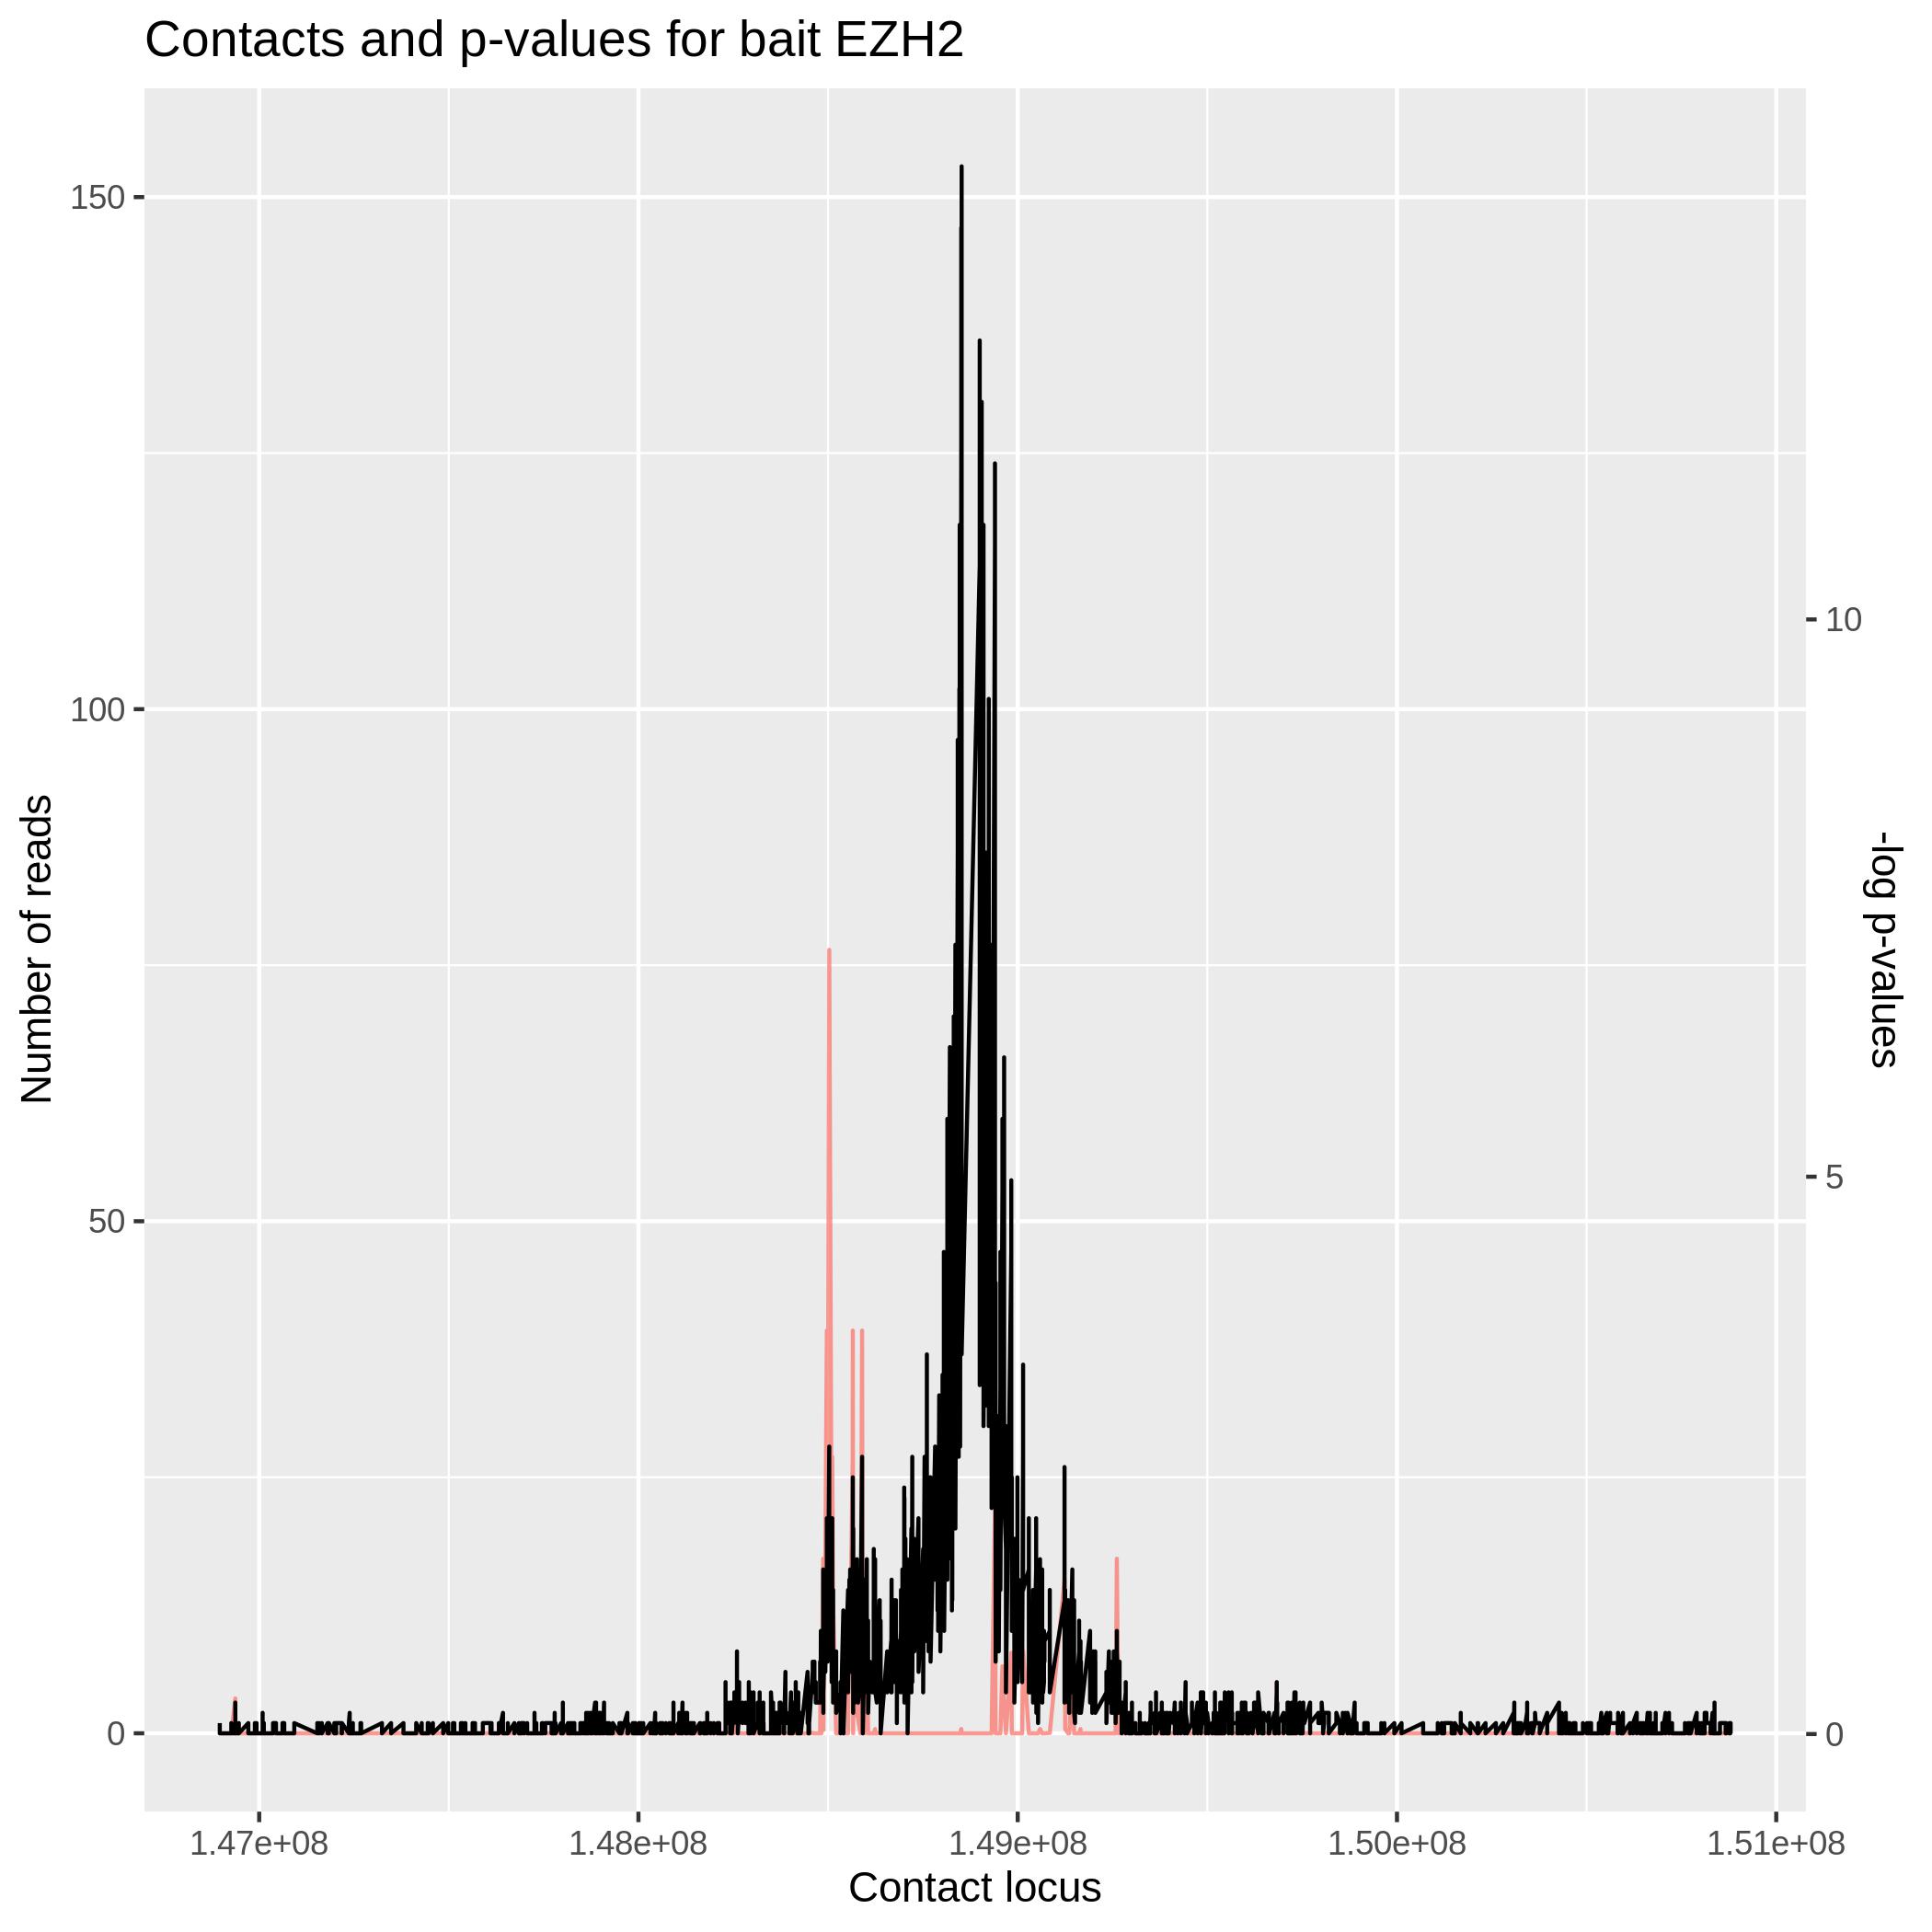 Contacts and p-values for bait EZH2
150
100
50
0
Number of reads
10
5
0
-log p-values
1.47e+08
1.48e+08
1.49e+08
1.50e+08
1.51e+08
Contact locus